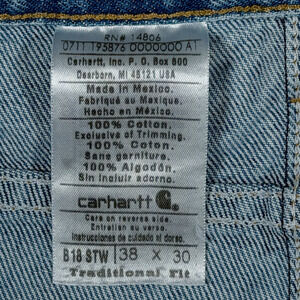 RN# 14806
0711 195876 0000000 A1
Carhartt, Inc. P.O. Box 600
Dearborn, MI 48121 USA
Made in Mexico.
Fabriqué au Mexique.
Hecho en México.
100% Cotton.
Exclusive of Trimming.
100% Coton.
Sans garniture.
100% Algodón.
Sin incluir adorno.
carhartt
Care on reverse side.
Entretien au verso.
Instrucciones de cuidado al dorso.
B18 STW 38 X 30
Traditional Fit